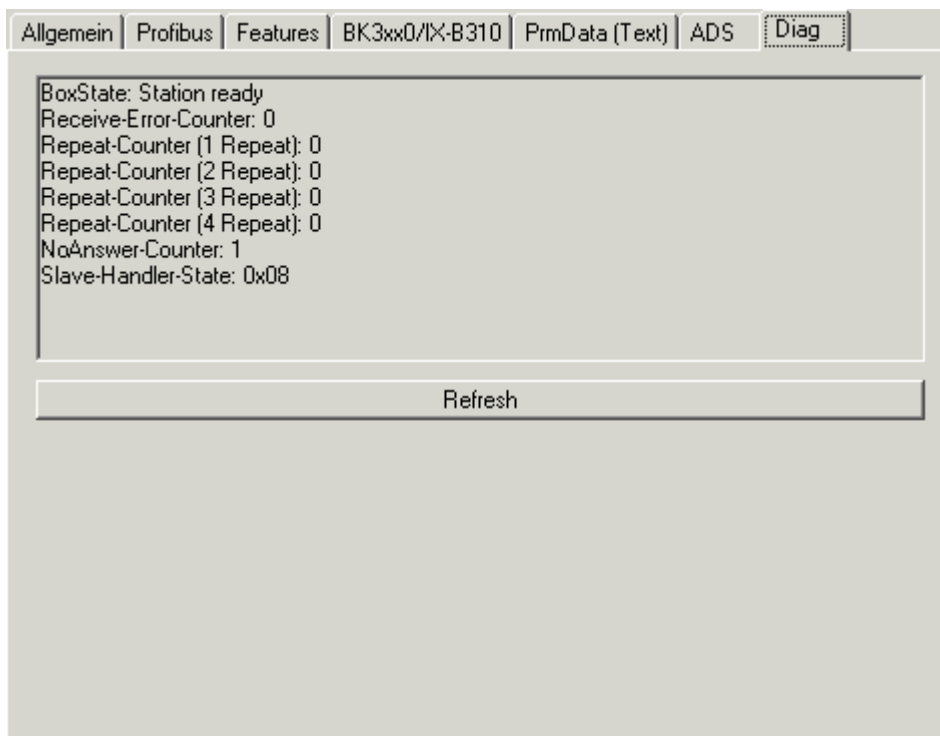 Allgemein Profibus Features BK3xx0/IX-B310 PrmData (Text) ADS Diag
BoxState: Station ready
Receive-Error-Counter: 0
Repeat-Counter (1 Repeat): 0
Repeat-Counter (2 Repeat): 0
Repeat-Counter (3 Repeat): 0
Repeat-Counter (4 Repeat): 0
NoAnswer-Counter: 1
Slave-Handler-State: 0x08
Refresh